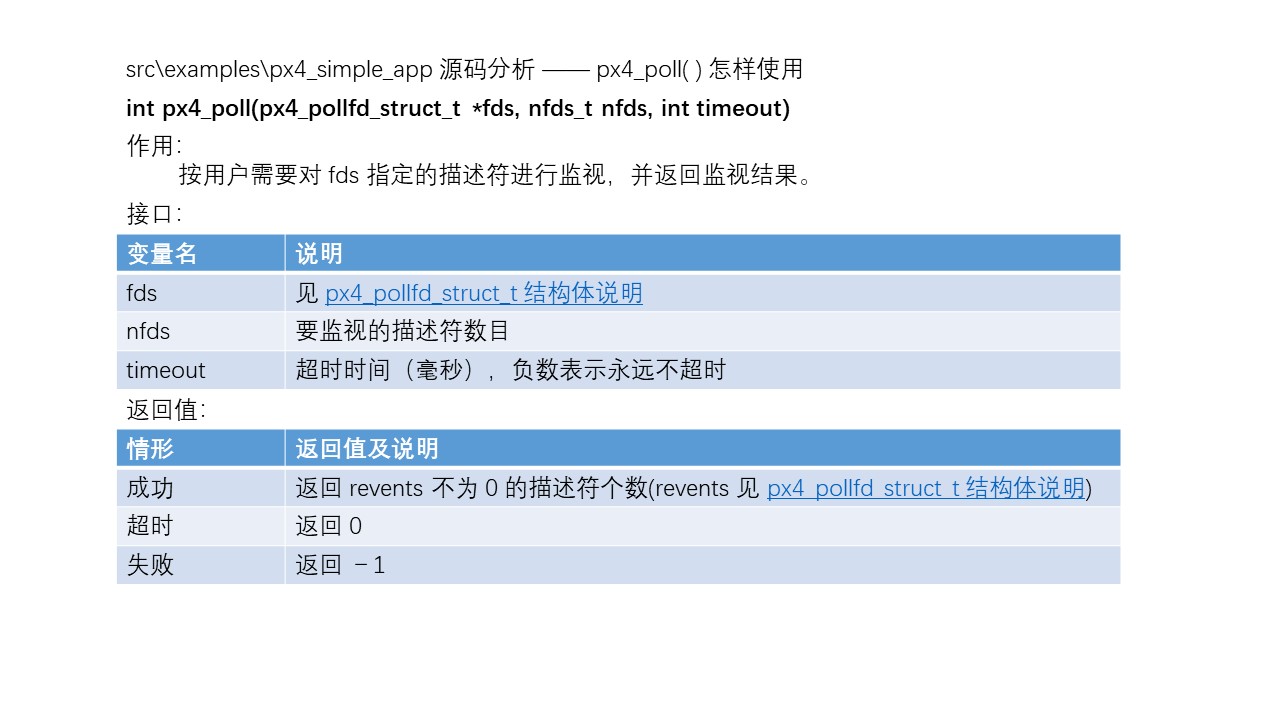 src\examples\px4_simple_app 源码分析 —— px4_poll( ) 怎样使用
int px4_poll(px4_pollfd_struct_t *fds, nfds_t nfds, int timeout)
作用：
按用户需要对 fds 指定的描述符进行监视，并返回监视结果。
接口：
变量名 说明
fds 见 px4_pollfd_struct_t 结构体说明
nfds 要监视的描述符数目
timeout 超时时间（毫秒），负数表示永远不超时
返回值：
情形 返回值及说明
成功 返回 revents 不为 0 的描述符个数(revents 见 px4_pollfd_struct_t 结构体说明)
超时 返回 0
失败 返回 －1